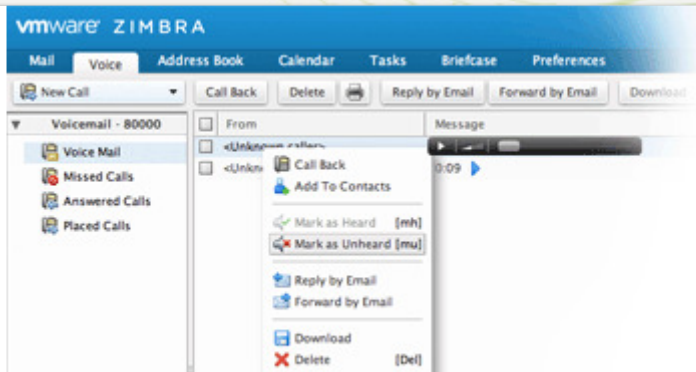 vmware ZIMBRA
Mail Voice Address Book Calendar Tasks Briefcase Preferences
New Call Call Back Delete Reply by Email Forward by Email Download
Voicemail - 80000 From Message
Voice Mail <Unknown caller>
Missed Calls <Unkn 0:09
Answered Calls
Placed Calls
Call Back
Add To Contacts
Mark as Heard [mh]
Mark as Unheard [mu]
Reply by Email
Forward by Email
Download
Delete [Del]